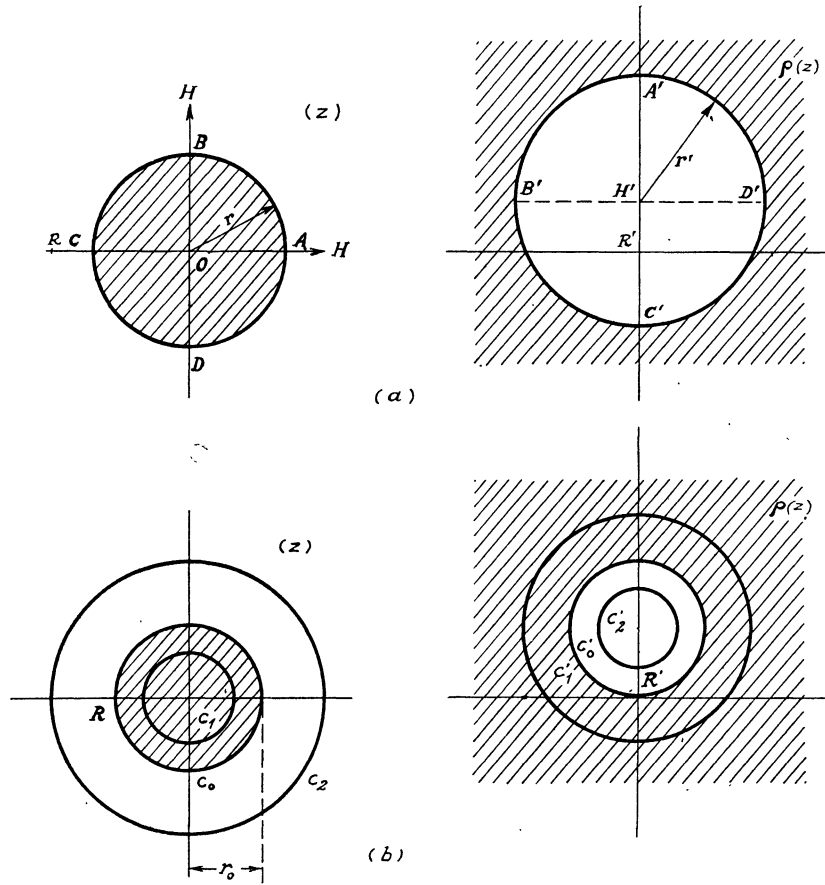 H
(z)
B
r
R C
O
A
H
D
ρ(z)
A'
r'
B'
H'
D'
R'
C'
(a)
(z)
R
C₁
C₀
C₂
r₀
ρ(z)
C'₂
C'₀
C'₁
R'
(b)